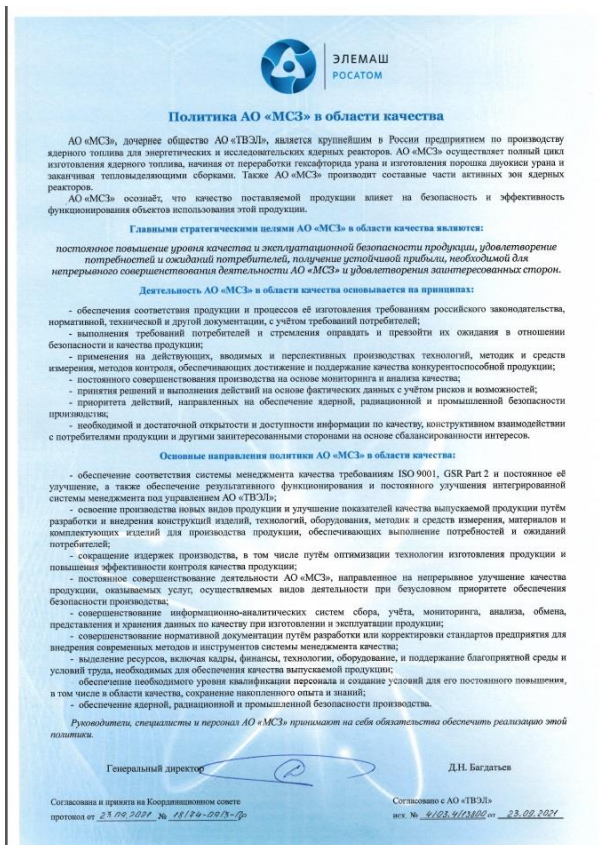 ЭЛЕМАШ
РОСАТОМ
Политика АО «МСЗ» в области качества
АО «МСЗ», дочернее общество АО «ТВЭЛ», является крупнейшим в России предприятием по производству
ядерного топлива для энергетических и исследовательских ядерных реакторов. АО «МСЗ» осуществляет полный цикл
изготовления ядерного топлива, начиная от переработки гексафторида урана и изготовления порошка двуокиси урана и
заканчивая тепловыделяющими сборками. Также АО «МСЗ» производит составные части активных зон ядерных
реакторов.
АО «МСЗ» осознаёт, что качество поставляемой продукции влияет на безопасность и эффективность
функционирования объектов использования этой продукции.
Главными стратегическими целями АО «МСЗ» в области качества являются:
постоянное повышение уровня качества и эксплуатационной безопасности продукции, удовлетворение
потребностей и ожиданий потребителей, получение устойчивой прибыли, необходимой для
непрерывного совершенствования деятельности АО «МСЗ» и удовлетворения заинтересованных сторон.
Деятельность АО «МСЗ» в области качества основывается на принципах:
- обеспечения соответствия продукции и процессов её изготовления требованиям российского законодательства,
нормативной, технической и другой документации, с учётом требований потребителей;
- выполнения требований потребителей и стремления оправдать и превзойти их ожидания в отношении
безопасности и качества продукции;
- применения на действующих, вводимых и перспективных производствах технологий, методик и средств
измерения, методов контроля, обеспечивающих достижение и поддержание качества конкурентоспособной продукции;
- постоянного совершенствования производства на основе мониторинга и анализа качества;
- принятия решений и выполнения действий на основе фактических данных с учётом рисков и возможностей;
- приоритета действий, направленных на обеспечение ядерной, радиационной и промышленной безопасности
производства;
- необходимой и достаточной открытости и доступности информации по качеству, конструктивном взаимодействии
с потребителями продукции и другими заинтересованными сторонами на основе сбалансированности интересов.
Основные направления политики АО «МСЗ» в области качества:
- обеспечение соответствия системы менеджмента качества требованиям ISO 9001, GSR Part 2 и постоянное её
улучшение, а также обеспечение результативного функционирования и постоянного улучшения интегрированной
системы менеджмента под управлением АО «ТВЭЛ»;
- освоение производства новых видов продукции и улучшение показателей качества выпускаемой продукции путём
разработки и внедрения конструкций изделий, технологий, оборудования, методик и средств измерения, материалов и
комплектующих изделий для производства продукции, обеспечивающих выполнение потребностей и ожиданий
потребителей;
- сокращение издержек производства, в том числе путём оптимизации технологии изготовления продукции и
повышения эффективности контроля качества продукции;
- постоянное совершенствование деятельности АО «МСЗ», направленное на непрерывное улучшение качества
продукции, оказываемых услуг, осуществляемых видов деятельности при безусловном приоритете обеспечения
безопасности производства;
- совершенствование информационно-аналитических систем сбора, учёта, мониторинга, анализа, обмена,
представления и хранения данных по качеству при изготовлении и эксплуатации продукции;
- совершенствование нормативной документации путём разработки или корректировки стандартов предприятия для
внедрения современных методов и инструментов системы менеджмента качества;
- выделение ресурсов, включая кадры, финансы, технологии, оборудование, и поддержание благоприятной среды и
условий труда, необходимых для обеспечения качества выпускаемой продукции;
- обеспечение необходимого уровня квалификации персонала и создание условий для его постоянного повышения,
в том числе в области качества, сохранение накопленного опыта и знаний;
- обеспечение ядерной, радиационной и промышленной безопасности производства.
Руководители, специалисты и персонал АО «МСЗ» принимают на себя обязательства обеспечить реализацию этой
политики.
Генеральный директор Д.Н. Багдатьев
Согласована и принята на Координационном совете
протокол от 23.09.2021 № 18/74-09/3-Пр
Согласовано с АО «ТВЭЛ»
исх. № 4/03.4/13800 от 23.09.2021